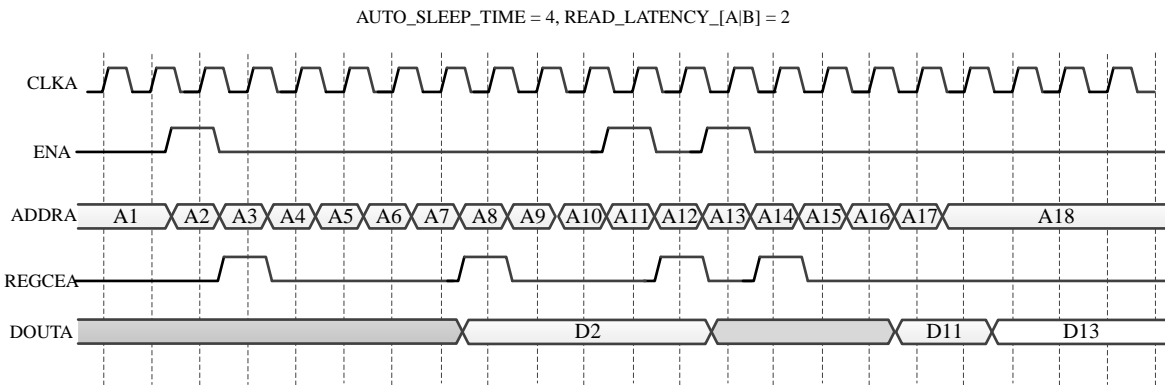 AUTO_SLEEP_TIME = 4, READ_LATENCY_[A|B] = 2
CLKA
ENA
ADDRA A1 A2 A3 A4 A5 A6 A7 A8 A9 A10 A11 A12 A13 A14 A15 A16 A17 A18
REGCEA
DOUTA D2 D11 D13